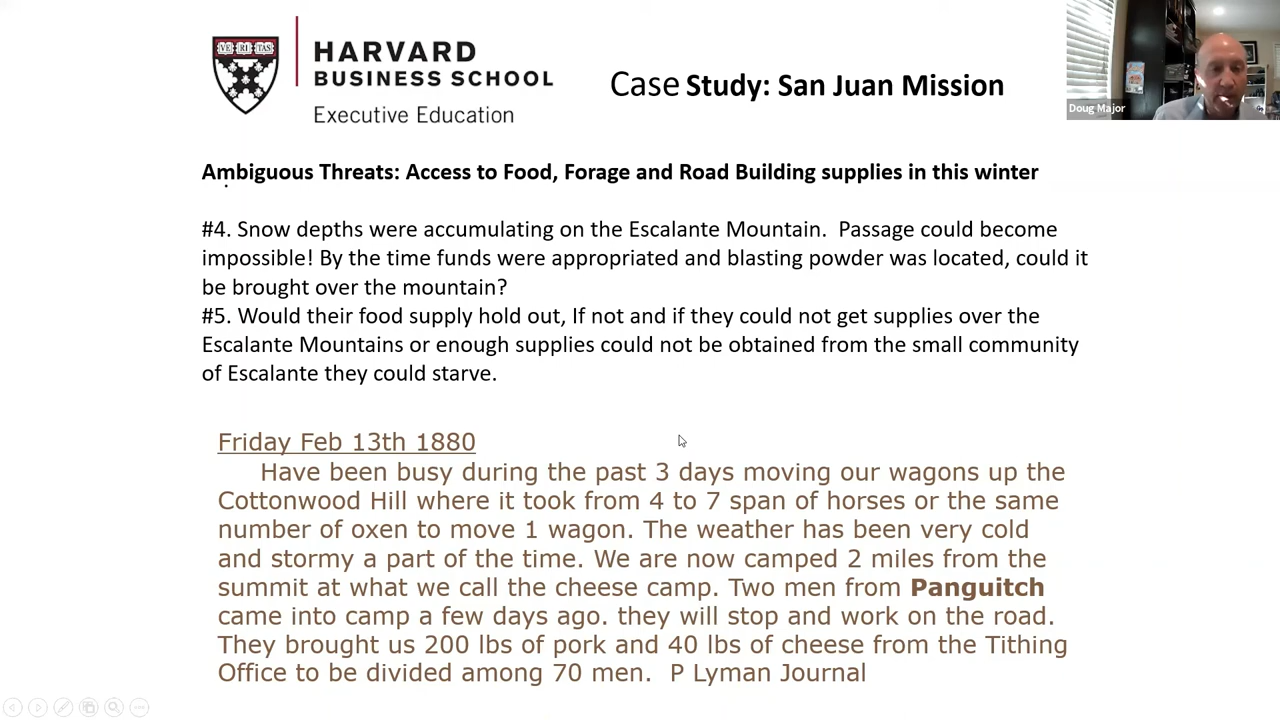 VE RI TAS
HARVARD
BUSINESS SCHOOL
Executive Education
Case Study: San Juan Mission
Doug Major
Ambiguous Threats: Access to Food, Forage and Road Building supplies in this winter
#4. Snow depths were accumulating on the Escalante Mountain. Passage could become
impossible! By the time funds were appropriated and blasting powder was located, could it
be brought over the mountain?
#5. Would their food supply hold out, If not and if they could not get supplies over the
Escalante Mountains or enough supplies could not be obtained from the small community
of Escalante they could starve.
Friday Feb 13th 1880
Have been busy during the past 3 days moving our wagons up the
Cottonwood Hill where it took from 4 to 7 span of horses or the same
number of oxen to move 1 wagon. The weather has been very cold
and stormy a part of the time. We are now camped 2 miles from the
summit at what we call the cheese camp. Two men from Panguitch
came into camp a few days ago. they will stop and work on the road.
They brought us 200 lbs of pork and 40 lbs of cheese from the Tithing
Office to be divided among 70 men. P Lyman Journal